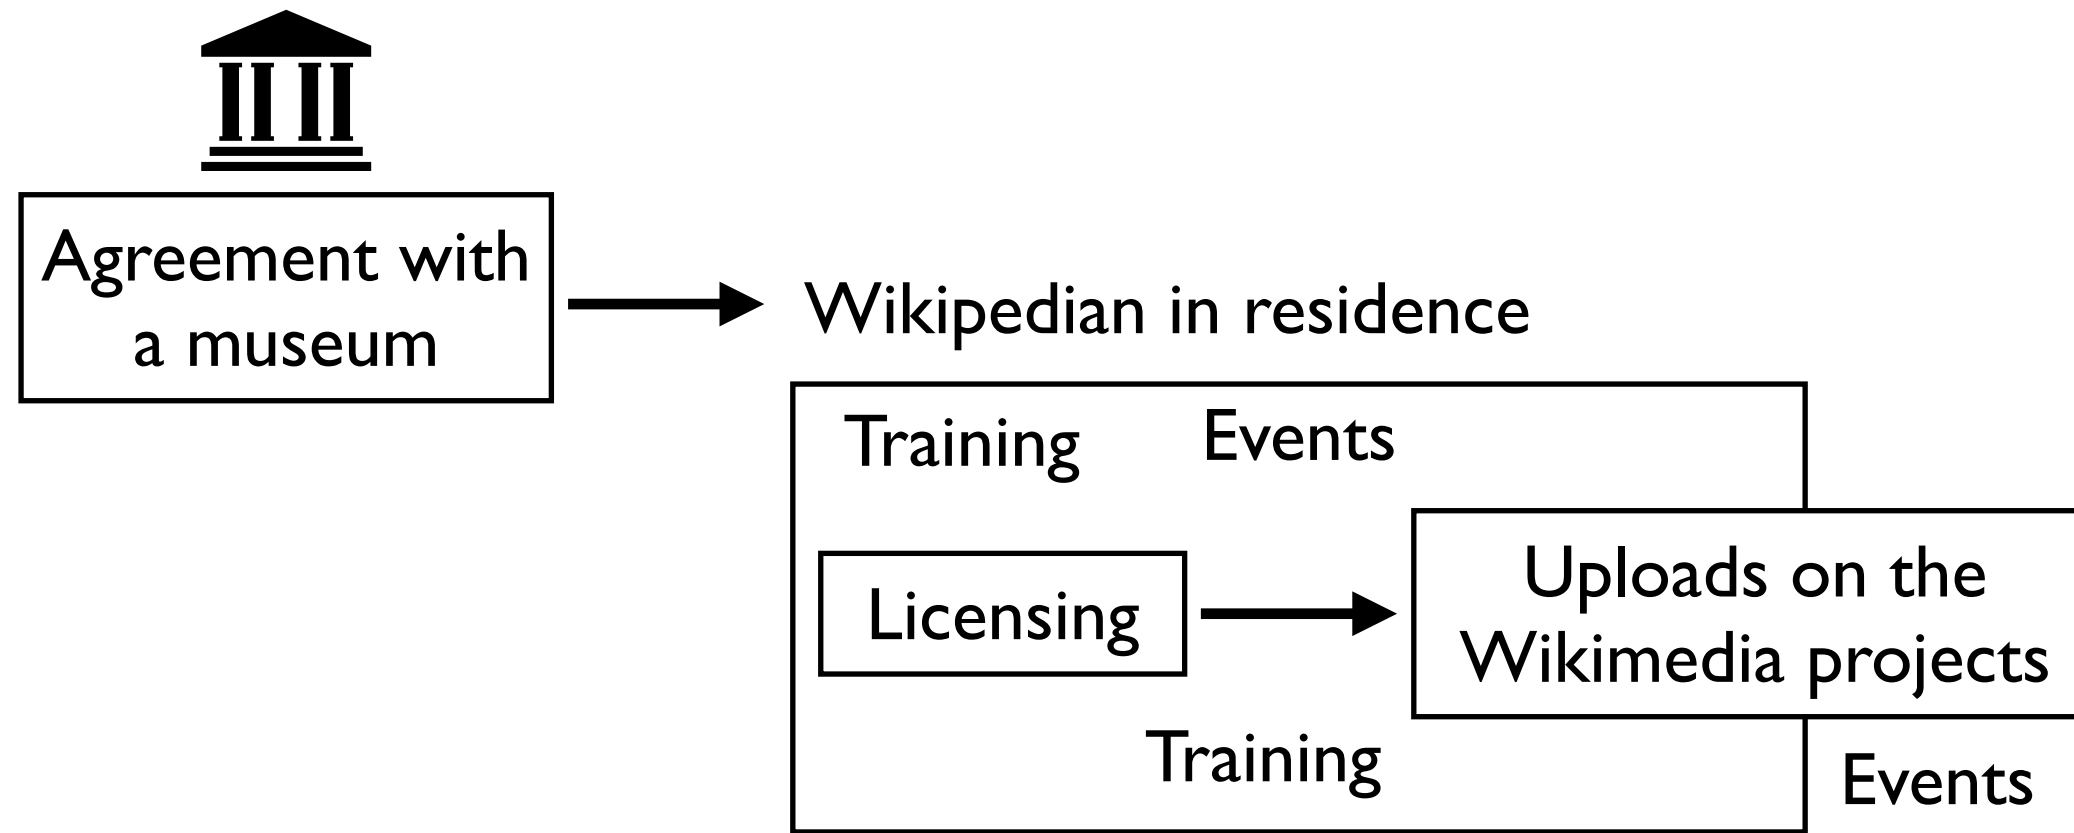 Agreement with
a museum
Wikipedian in residence
Training
Events
Licensing
Uploads on the
Wikimedia projects
Training
Events